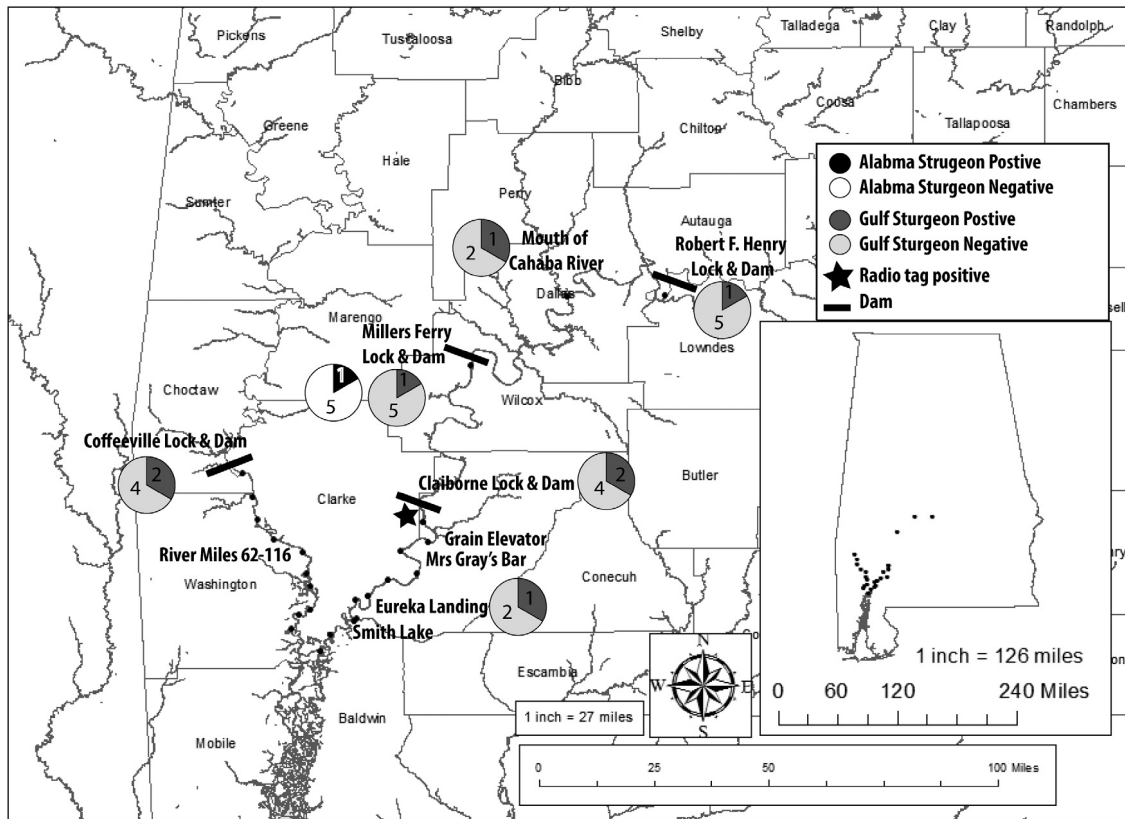 Pickens
Tuscaloosa
Shelby
Talladega
Clay
Randolph
Bibb
Coosa
Chambers
Greene
Chilton
Tallapoosa
Hale
Alabma Strugeon Postive
Alabma Sturgeon Negative
Gulf Sturgeon Postive
Gulf Sturgeon Negative
Radio tag positive
Dam
Perry
Sumter
Autauga
1
2
Mouth of
Cahaba River
Robert F. Henry
Lock & Dam
Dallas
1
5
sell
Marengo
Lowndes
Millers Ferry
Lock & Dam
1
5
1
5
Choctaw
Wilcox
Coffeeville Lock & Dam
2
4
Clarke
Claiborne Lock & Dam
2
4
Butler
Grain Elevator
Mrs Gray's Bar
River Miles 62-116
Washington
Conecuh
ry
1
2
Eureka Landing
Smith Lake
Co
N
W
E
S
Escambia
on
1 inch = 126 miles
0
60
120
240 Miles
1 inch = 27 miles
Baldwin
Mobile
0
25
50
100 Miles